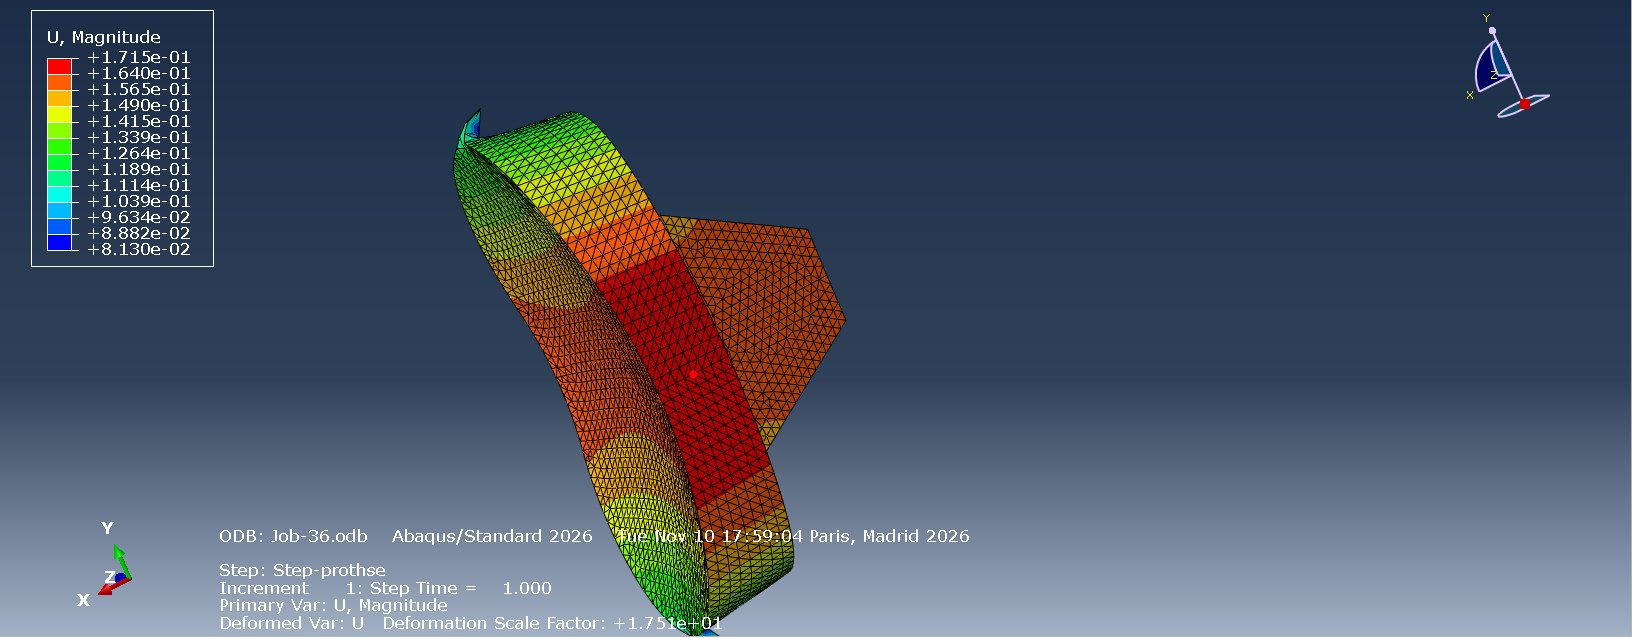 U, Magnitude
+1.715e-01
+1.640e-01
+1.565e-01
+1.490e-01
+1.415e-01
+1.339e-01
+1.264e-01
+1.189e-01
+1.114e-01
+1.039e-01
+9.634e-02
+8.882e-02
+8.130e-02
Y
Z
X
Y
Z
X
ODB: Job-36.odb Abaqus/Standard 2026 Tue Nov 10 17:59:04 Paris, Madrid 2026
Step: Step-prothse
Increment 1: Step Time = 1.000
Primary Var: U, Magnitude
Deformed Var: U Deformation Scale Factor: +1.751e+01